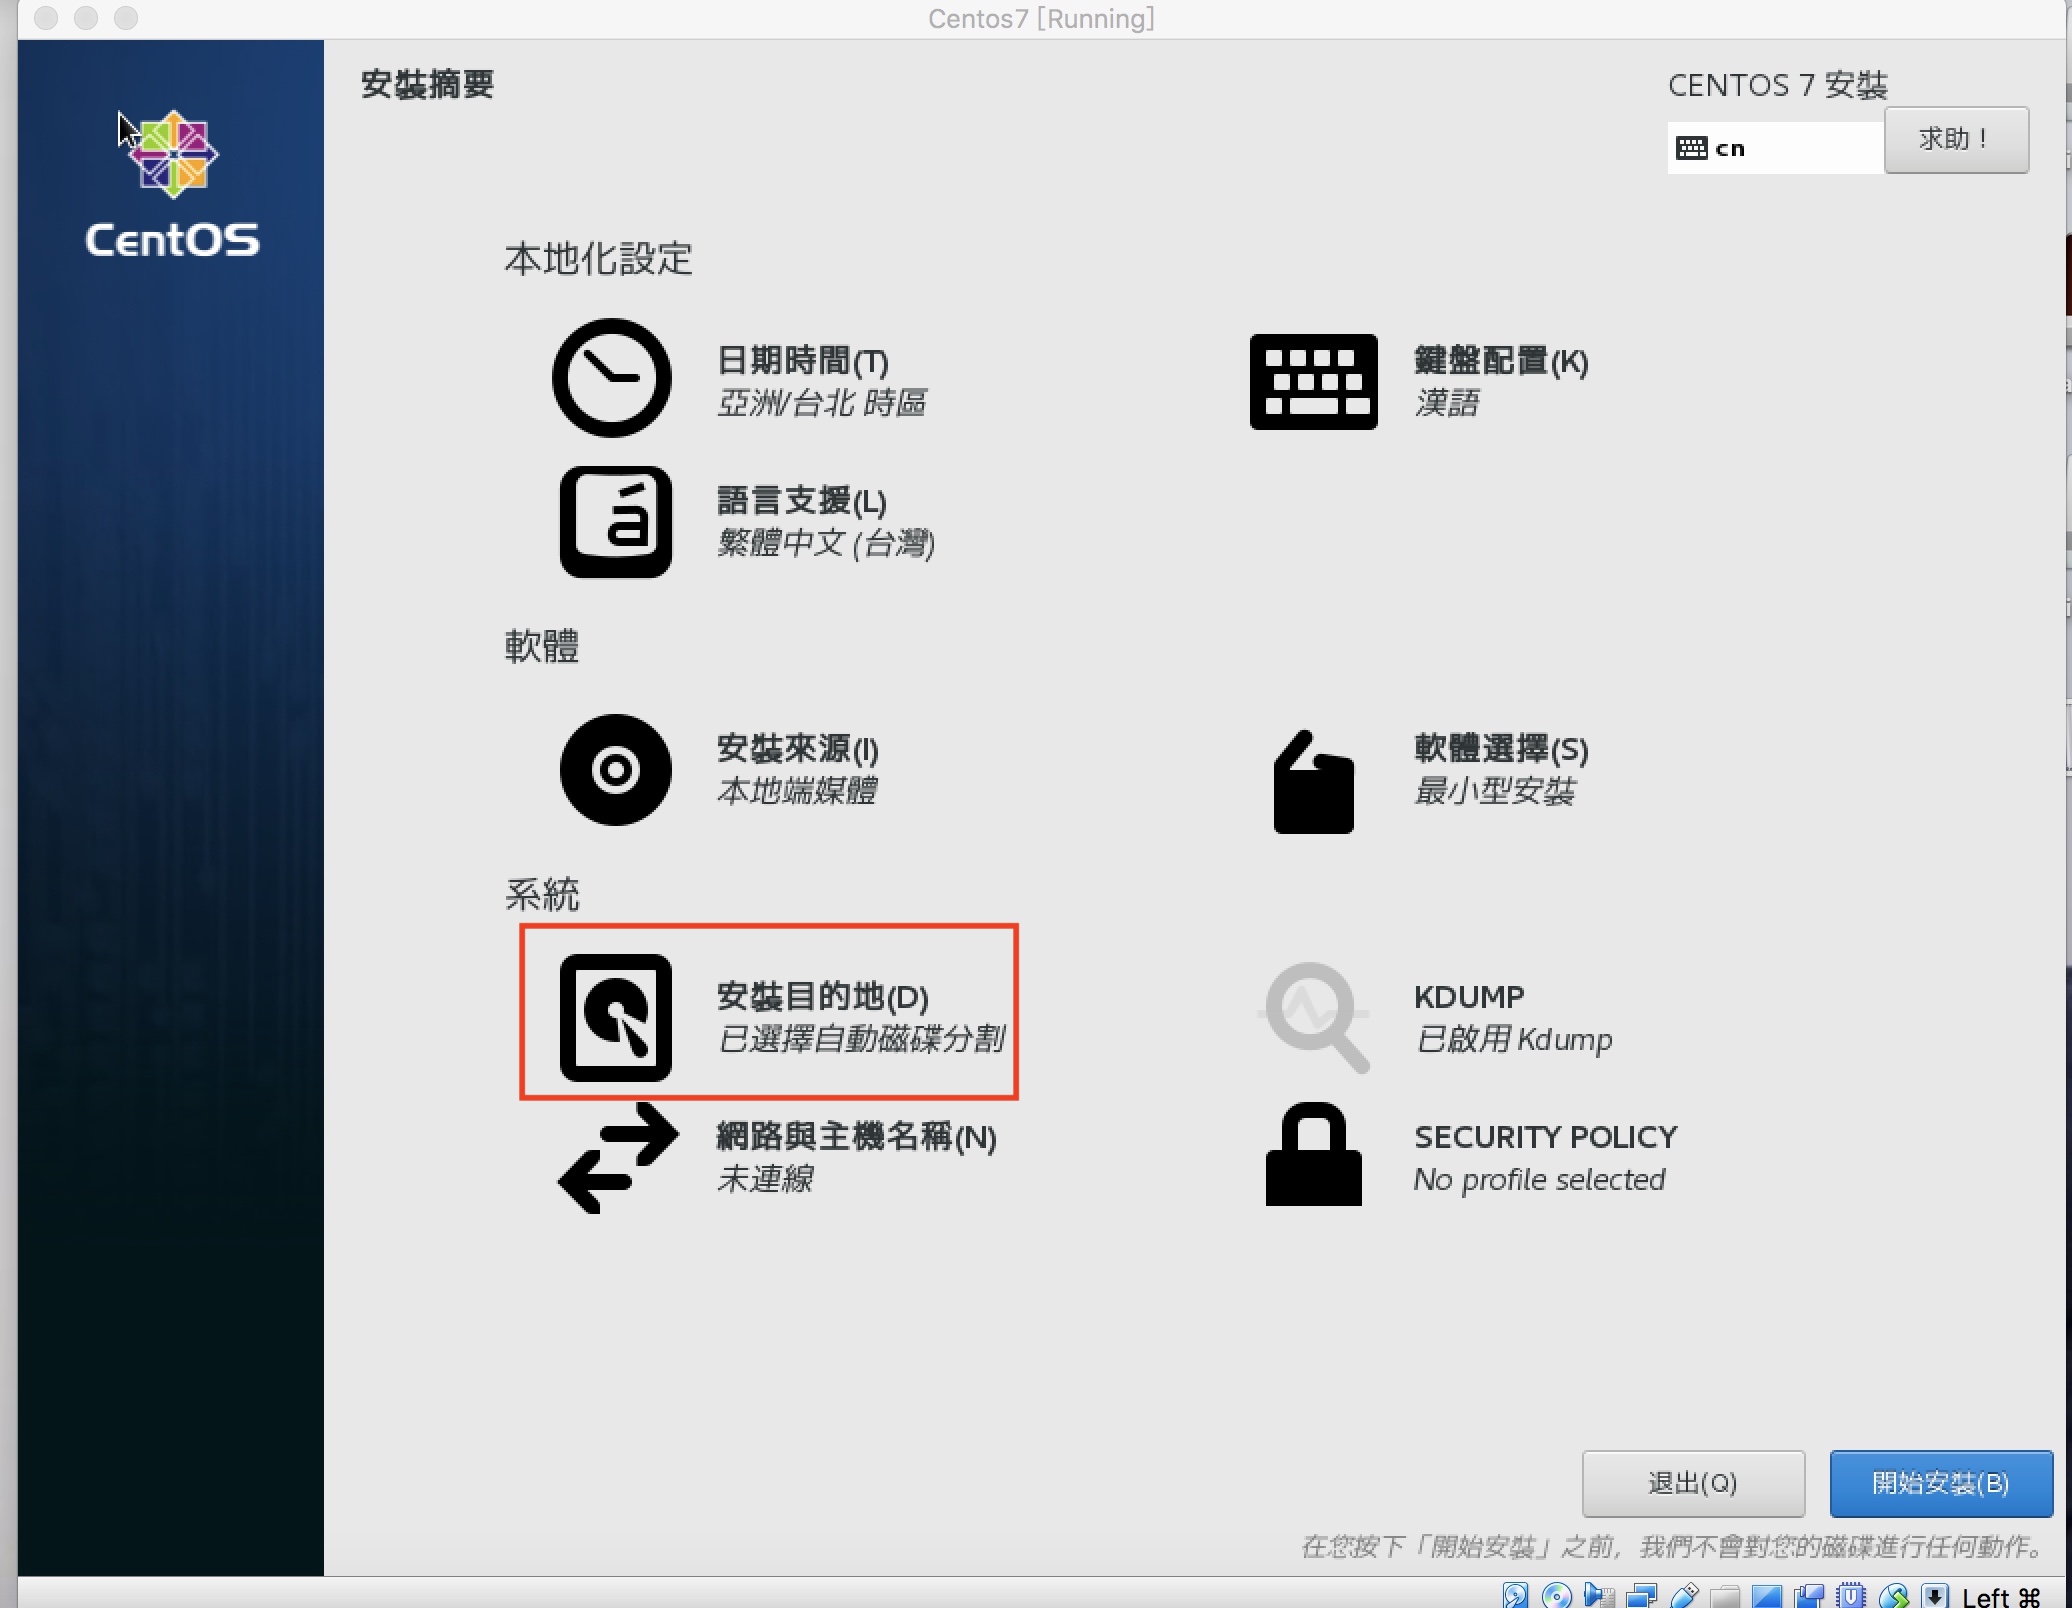 Centos7 [Running]
安裝摘要
CENTOS 7 安裝
cn
求助！
CentOS
本地化設定
日期時間(T)
亞洲/台北 時區
鍵盤配置(K)
漢語
語言支援(L)
繁體中文 (台灣)
軟體
安裝來源(I)
本地端媒體
軟體選擇(S)
最小型安裝
系統
安裝目的地(D)
已選擇自動磁碟分割
KDUMP
已啟用 Kdump
網路與主機名稱(N)
未連線
SECURITY POLICY
No profile selected
退出(Q)
開始安裝(B)
在您按下「開始安裝」之前，我們不會對您的磁碟進行任何動作。
Left ⌘